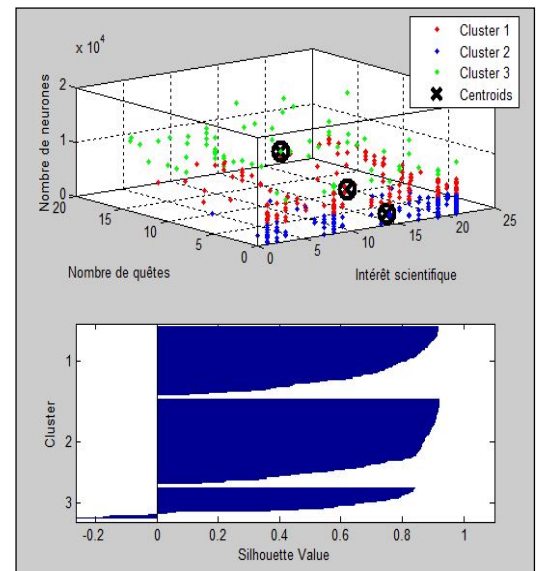 x 10^4
Cluster 1
Cluster 2
Cluster 3
Centroids
Nombre de neurones
2
1
0
20
15
10
5
0
0
5
10
15
20
25
Nombre de quêtes
Intérêt scientifique
Cluster
1
2
3
-0.2
0
0.2
0.4
0.6
0.8
1
Silhouette Value